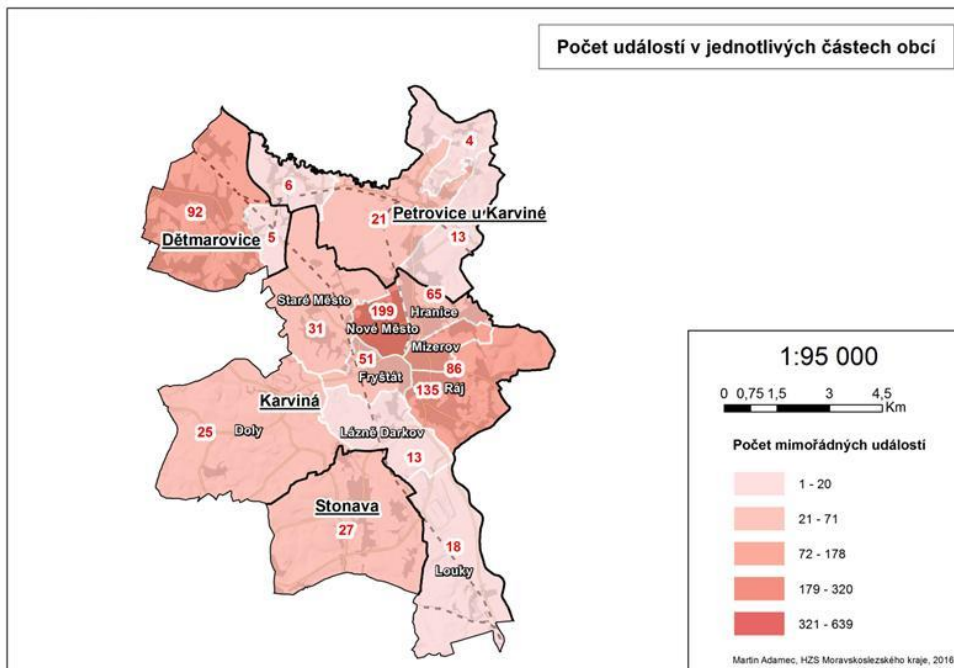 Počet událostí v jednotlivých částech obcí
4
6
92
21
Petrovice u Karviné
Dětmarovice
5
13
Staré Město
199
65
Hranice
31
Nové Město
Mizerov
51
86
Fryštát
135
Ráj
Karviná
25
Doly
Lázně Darkov
13
Stonava
27
18
Louky
1:95 000
0 0,75 1,5 3 4,5
Km
Počet mimořádných událostí
1 - 20
21 - 71
72 - 178
179 - 320
321 - 639
Martin Adamec, HZS Moravskoslezského kraje, 2016